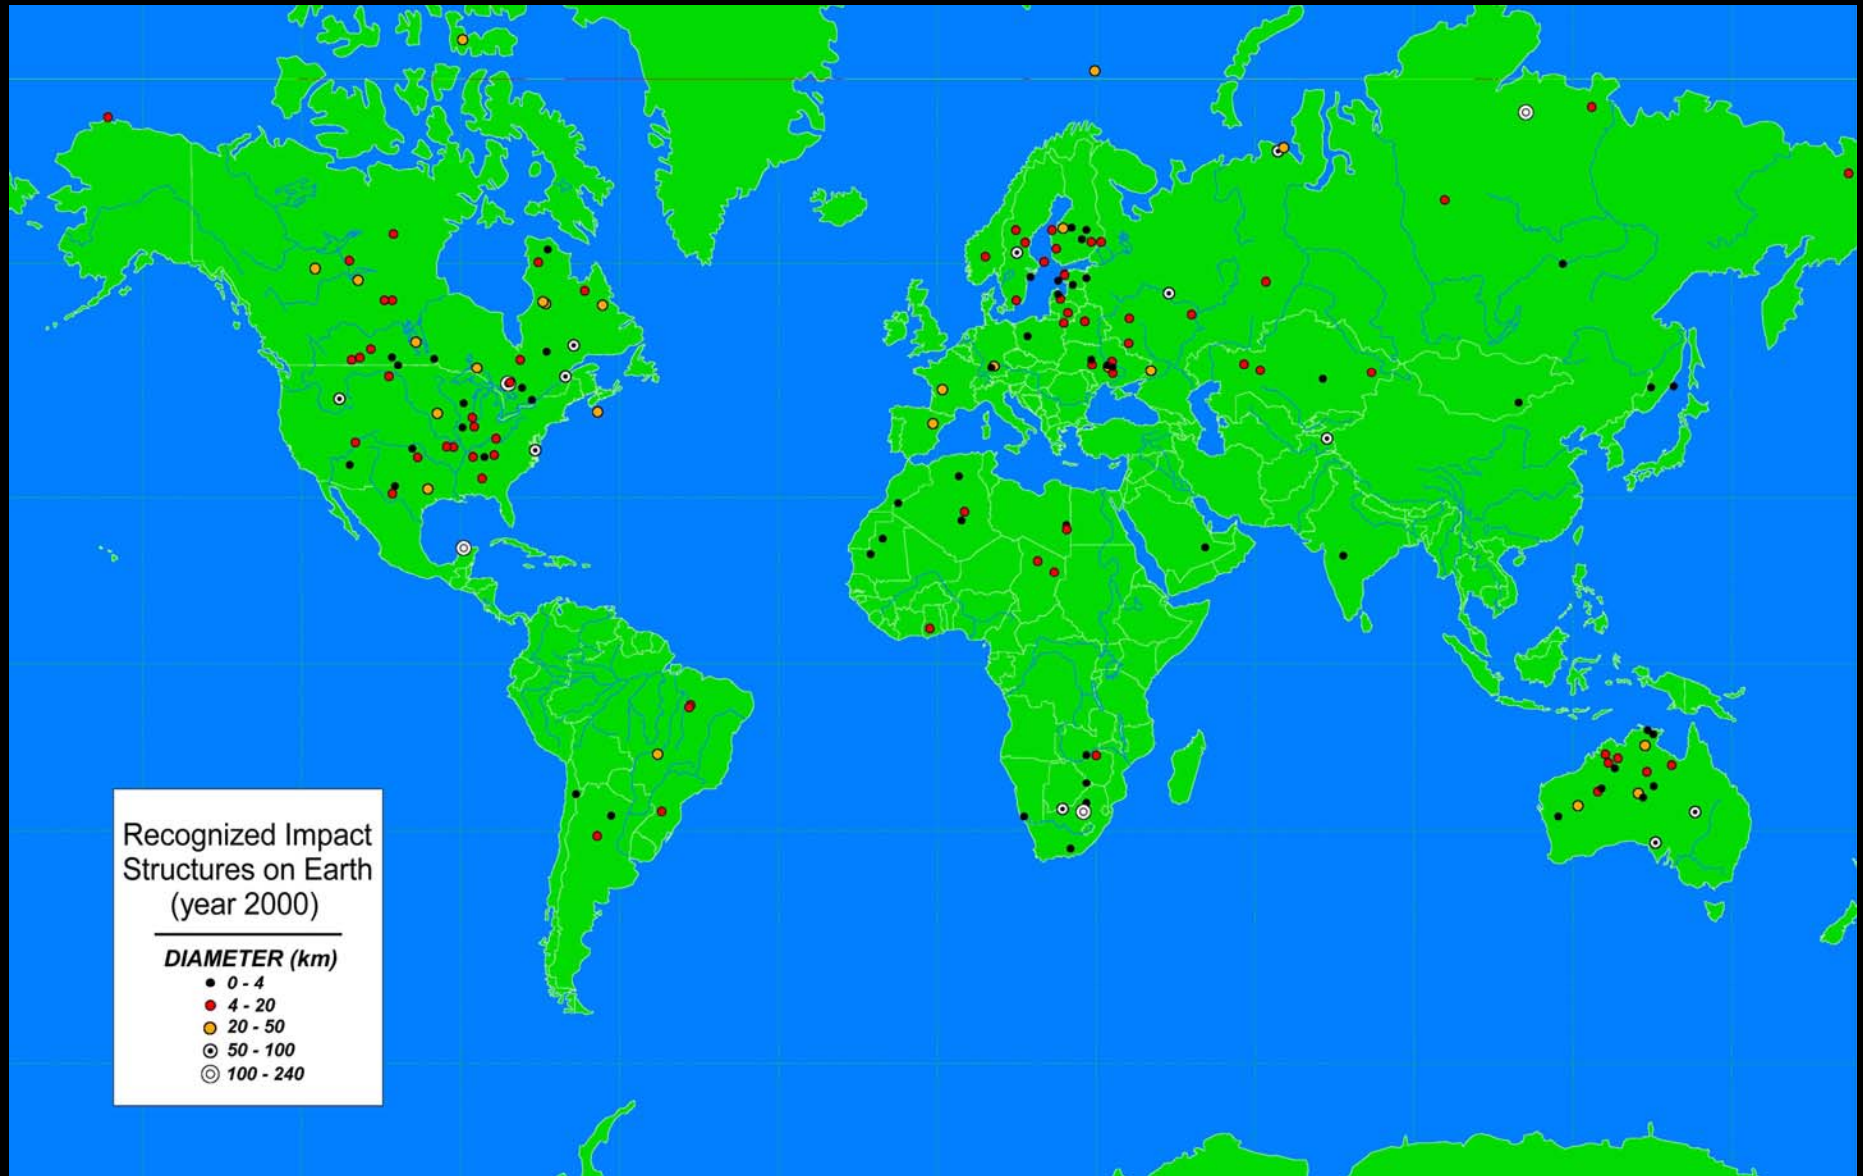 Recognized Impact
Structures on Earth
(year 2000)
DIAMETER (km)
0 - 4
4 - 20
20 - 50
50 - 100
100 - 240